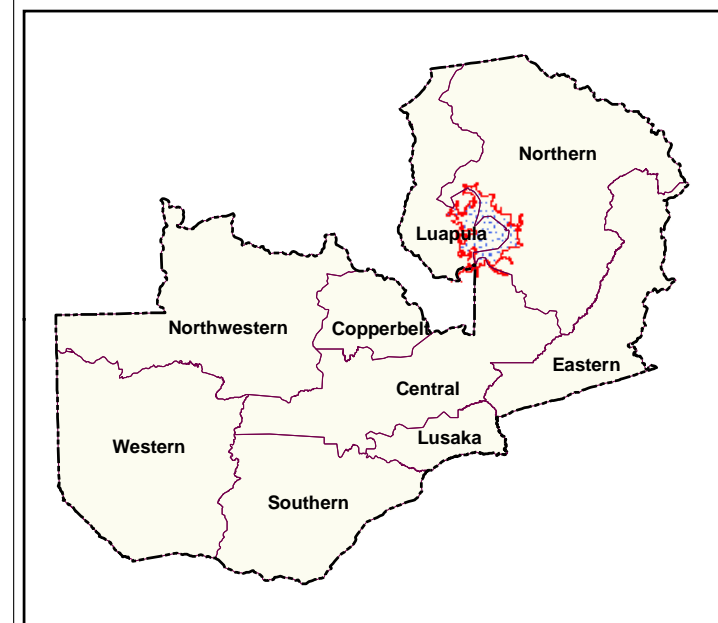 Northern
Luapula
Northwestern
Copperbelt
Eastern
Central
Lusaka
Western
Southern